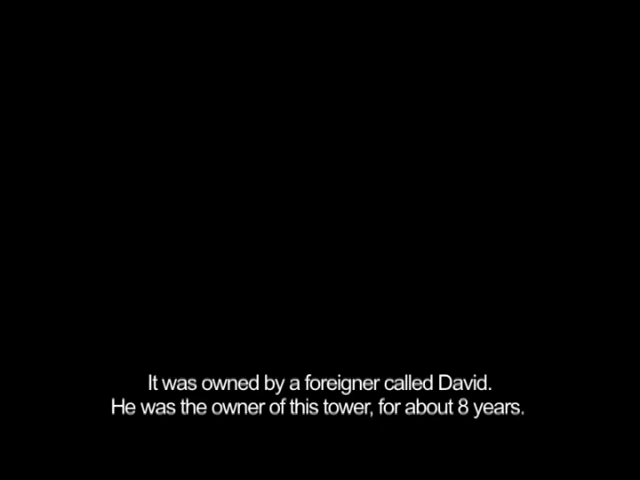 It was owned by a foreigner called David.
He was the owner of this tower, for about 8 years.